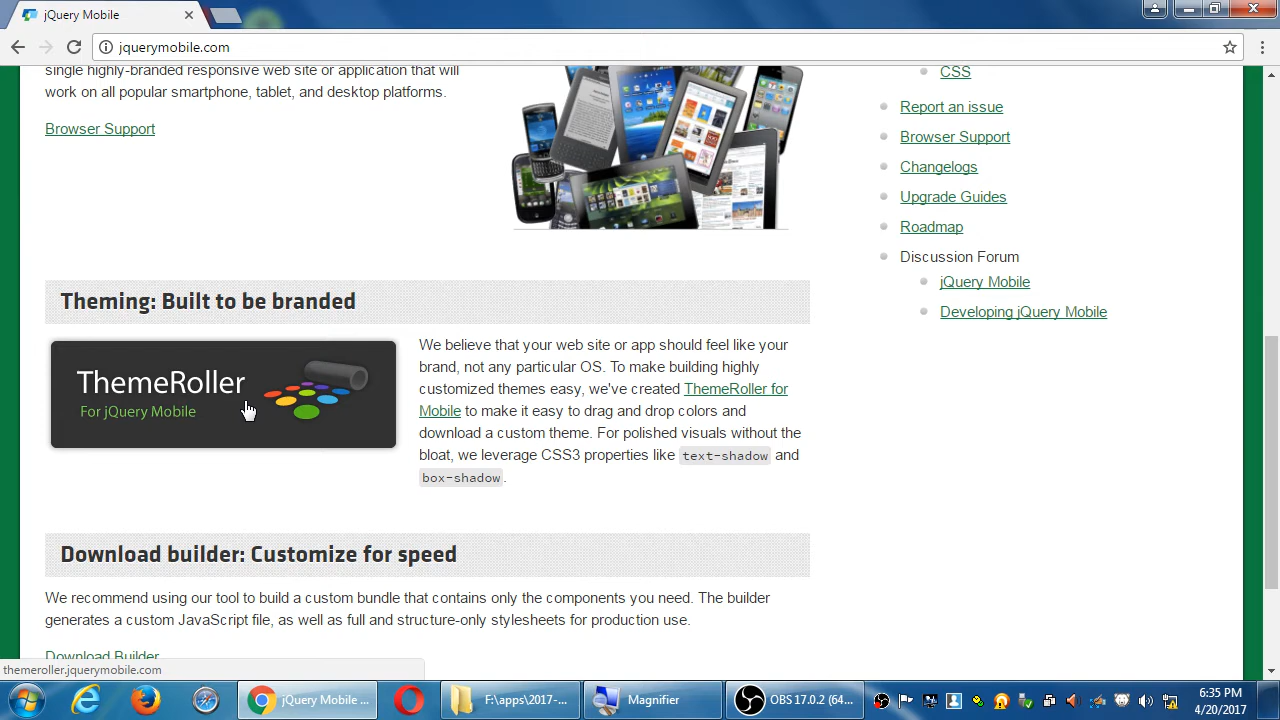 jQuery Mobile
jquerymobile.com
single highly-branded responsive web site or application that will
work on all popular smartphone, tablet, and desktop platforms.
Browser Support
CSS
Report an issue
Browser Support
Changelogs
Upgrade Guides
Roadmap
Discussion Forum
jQuery Mobile
Developing jQuery Mobile
Theming: Built to be branded
ThemeRoller
For jQuery Mobile
We believe that your web site or app should feel like your
brand, not any particular OS. To make building highly
customized themes easy, we've created ThemeRoller for
Mobile to make it easy to drag and drop colors and
download a custom theme. For polished visuals without the
bloat, we leverage CSS3 properties like text-shadow and
box-shadow.
Download builder: Customize for speed
We recommend using our tool to build a custom bundle that contains only the components you need. The builder
generates a custom JavaScript file, as well as full and structure-only stylesheets for production use.
Download Builder
themeroller.jquerymobile.com
jQuery Mobile ...
F:\apps\2017-...
Magnifier
OBS 17.0.2 (64...
6:35 PM
4/20/2017